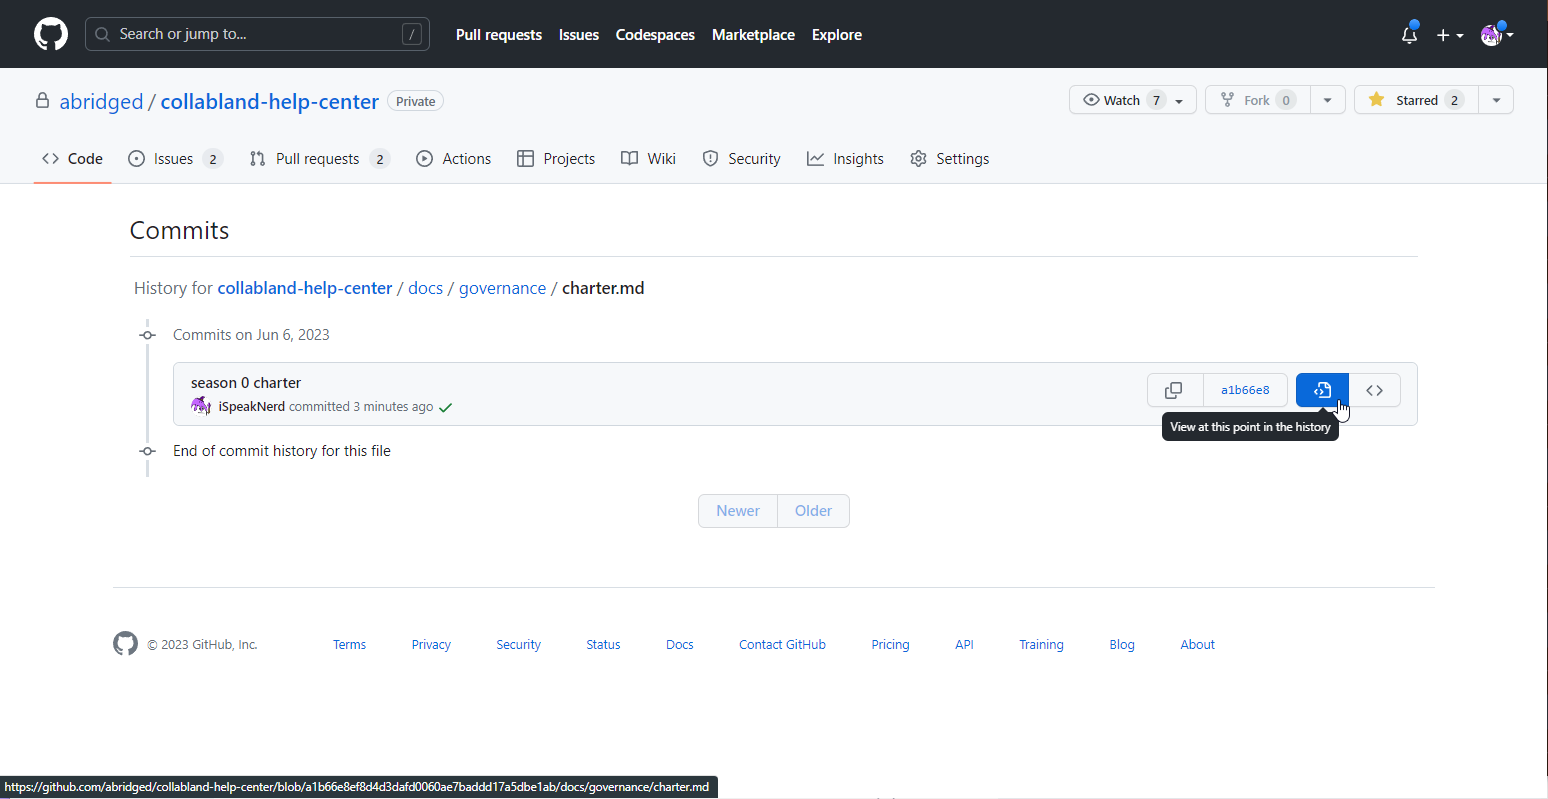 Search or jump to... / Pull requests Issues Codespaces Marketplace Explore
abridged / collabland-help-center Private Watch 7 Fork 0 Starred 2
Code Issues 2 Pull requests 2 Actions Projects Wiki Security Insights Settings
Commits
History for collabland-help-center / docs / governance / charter.md
Commits on Jun 6, 2023
season 0 charter
iSpeakNerd committed 3 minutes ago
a1b66e8
View at this point in the history
End of commit history for this file
Newer Older
© 2023 GitHub, Inc. Terms Privacy Security Status Docs Contact GitHub Pricing API Training Blog About
https://github.com/abridged/collabland-help-center/blob/a1b66e8ef8d4d3dafd0060ae7baddd17a5dbe1ab/docs/governance/charter.md